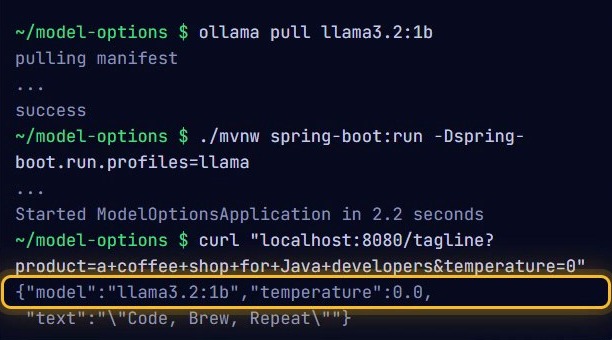 ~/model-options $ ollama pull llama3.2:1b
pulling manifest
...
success
~/model-options $ ./mvnw spring-boot:run -Dspring-
boot.run.profiles=llama
...
Started ModelOptionsApplication in 2.2 seconds
~/model-options $ curl "localhost:8080/tagline?
product=a+coffee+shop+for+Java+developers&temperature=0"
{"model":"llama3.2:1b","temperature":0.0,
"text":"\"Code, Brew, Repeat\""}